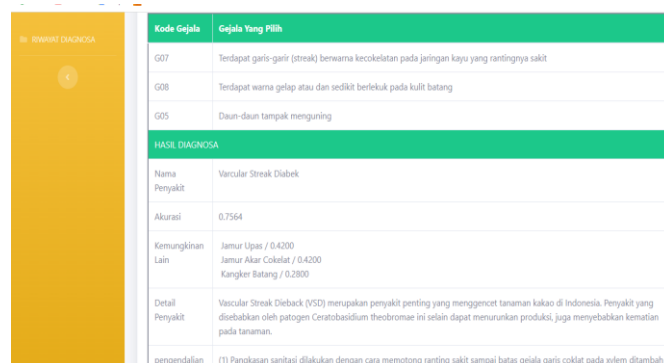 RIWAYAT DIAGNOSA
Kode Gejala Gejala Yang Pilih
G07 Terdapat garis-garir (streak) berwarna kecokelatan pada jaringan kayu yang rantingnya sakit
G08 Terdapat warna gelap atau dan sedikit berlekuk pada kulit batang
G05 Daun-daun tampak menguning
HASIL DIAGNOSA
Nama Penyakit Varcular Streak Diabek
Akurasi 0.7564
Kemungkinan Lain
Jamur Upas / 0.4200
Jamur Akar Cokelat / 0.4200
Kangker Batang / 0.2800
Detail Penyakit
Vascular Streak Dieback (VSD) merupakan penyakit penting yang menggencet tanaman kakao di Indonesia. Penyakit yang
disebabkan oleh patogen Ceratobasidium theobromae ini selain dapat menurunkan produksi, juga menyebabkan kematian
pada tanaman.
pengendalian (1) Pangkasan sanitasi dilakukan dengan cara memotong ranting sakit sampai batas gejala garis coklat pada xylem ditambah